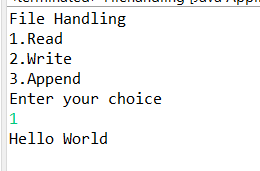 File Handling
1.Read
2.Write
3.Append
Enter your choice
1
Hello World